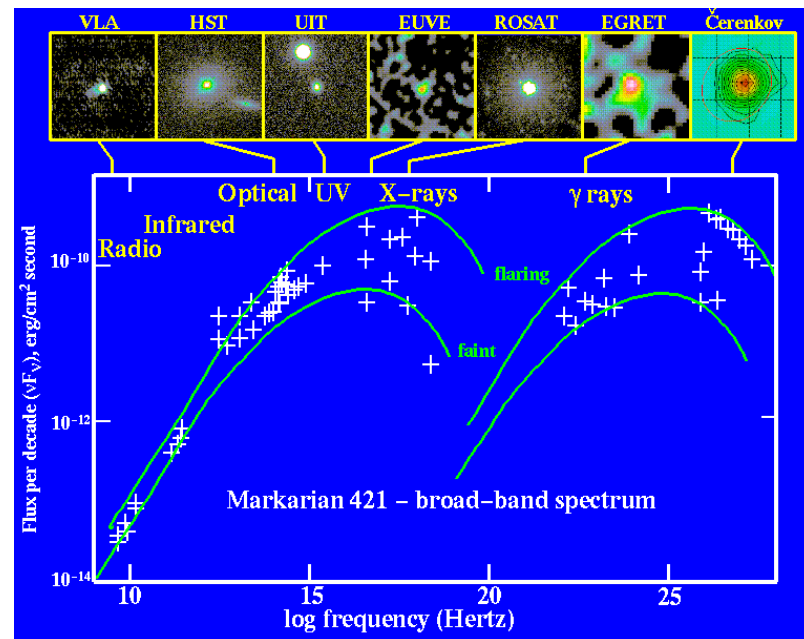 VLA HST UIT EUVE ROSAT EGRET Čerenkov
Optical UV X-rays γ rays
Infrared
Radio
10⁻¹⁰
flaring
faint
10⁻¹²
Markarian 421 – broad-band spectrum
10⁻¹⁴
10 15 20 25
log frequency (Hertz)
Flux per decade (νFᵥ), erg/cm² second